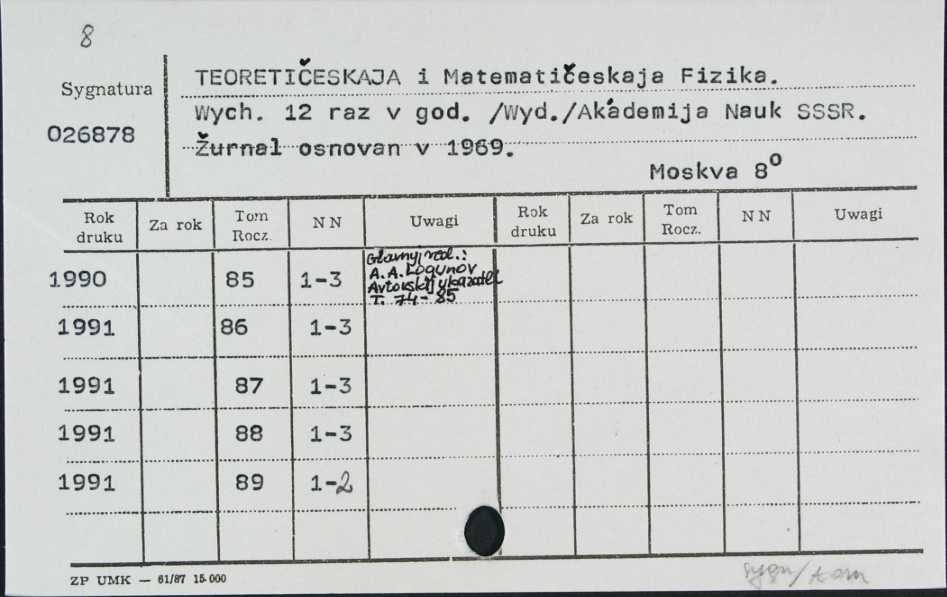 8
Sygnatura
026878
TEORETIČESKAJA i Matematičeskaja Fizika.
Wych. 12 raz v god. /Wyd./Akademija Nauk SSSR.
Žurnal osnovan v 1969.
Moskva 8º
Rok druku Za rok Tom Rocz. NN Uwagi Rok druku Za rok Tom Rocz. NN Uwagi
1990 85 1-3 Glavnyj red.:
A.A. Logunov
Avtorskij ukazatel
T. 74-85
1991 86 1-3
1991 87 1-3
1991 88 1-3
1991 89 1-2
ZP UMK — 61/87 15.000
sygn/tom